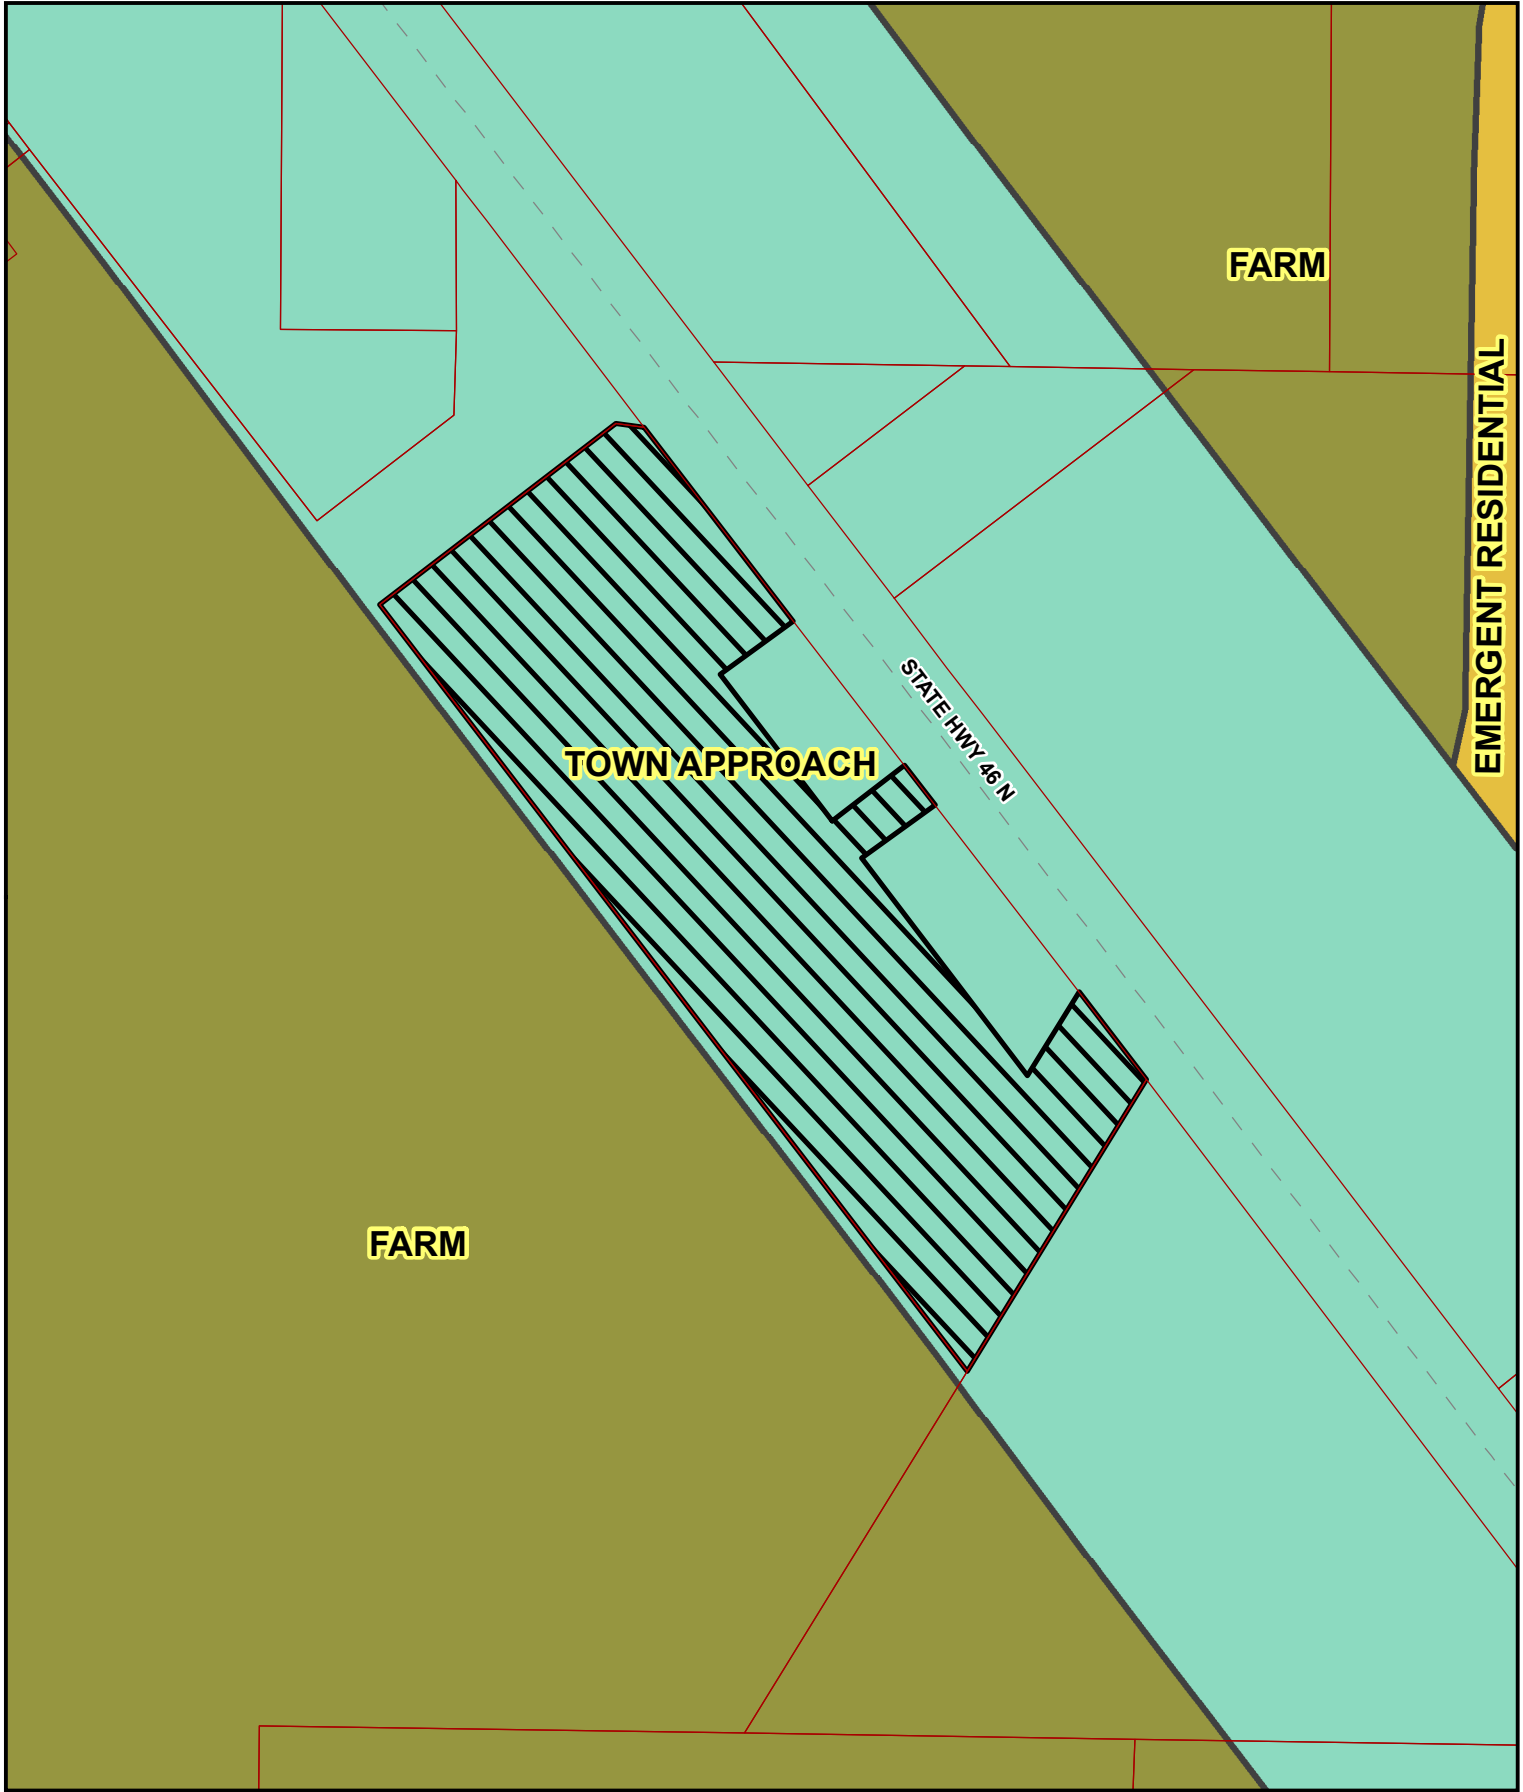 FARM
EMERGENT RESIDENTIAL
STATE HWY 46 N
TOWN APPROACH
FARM